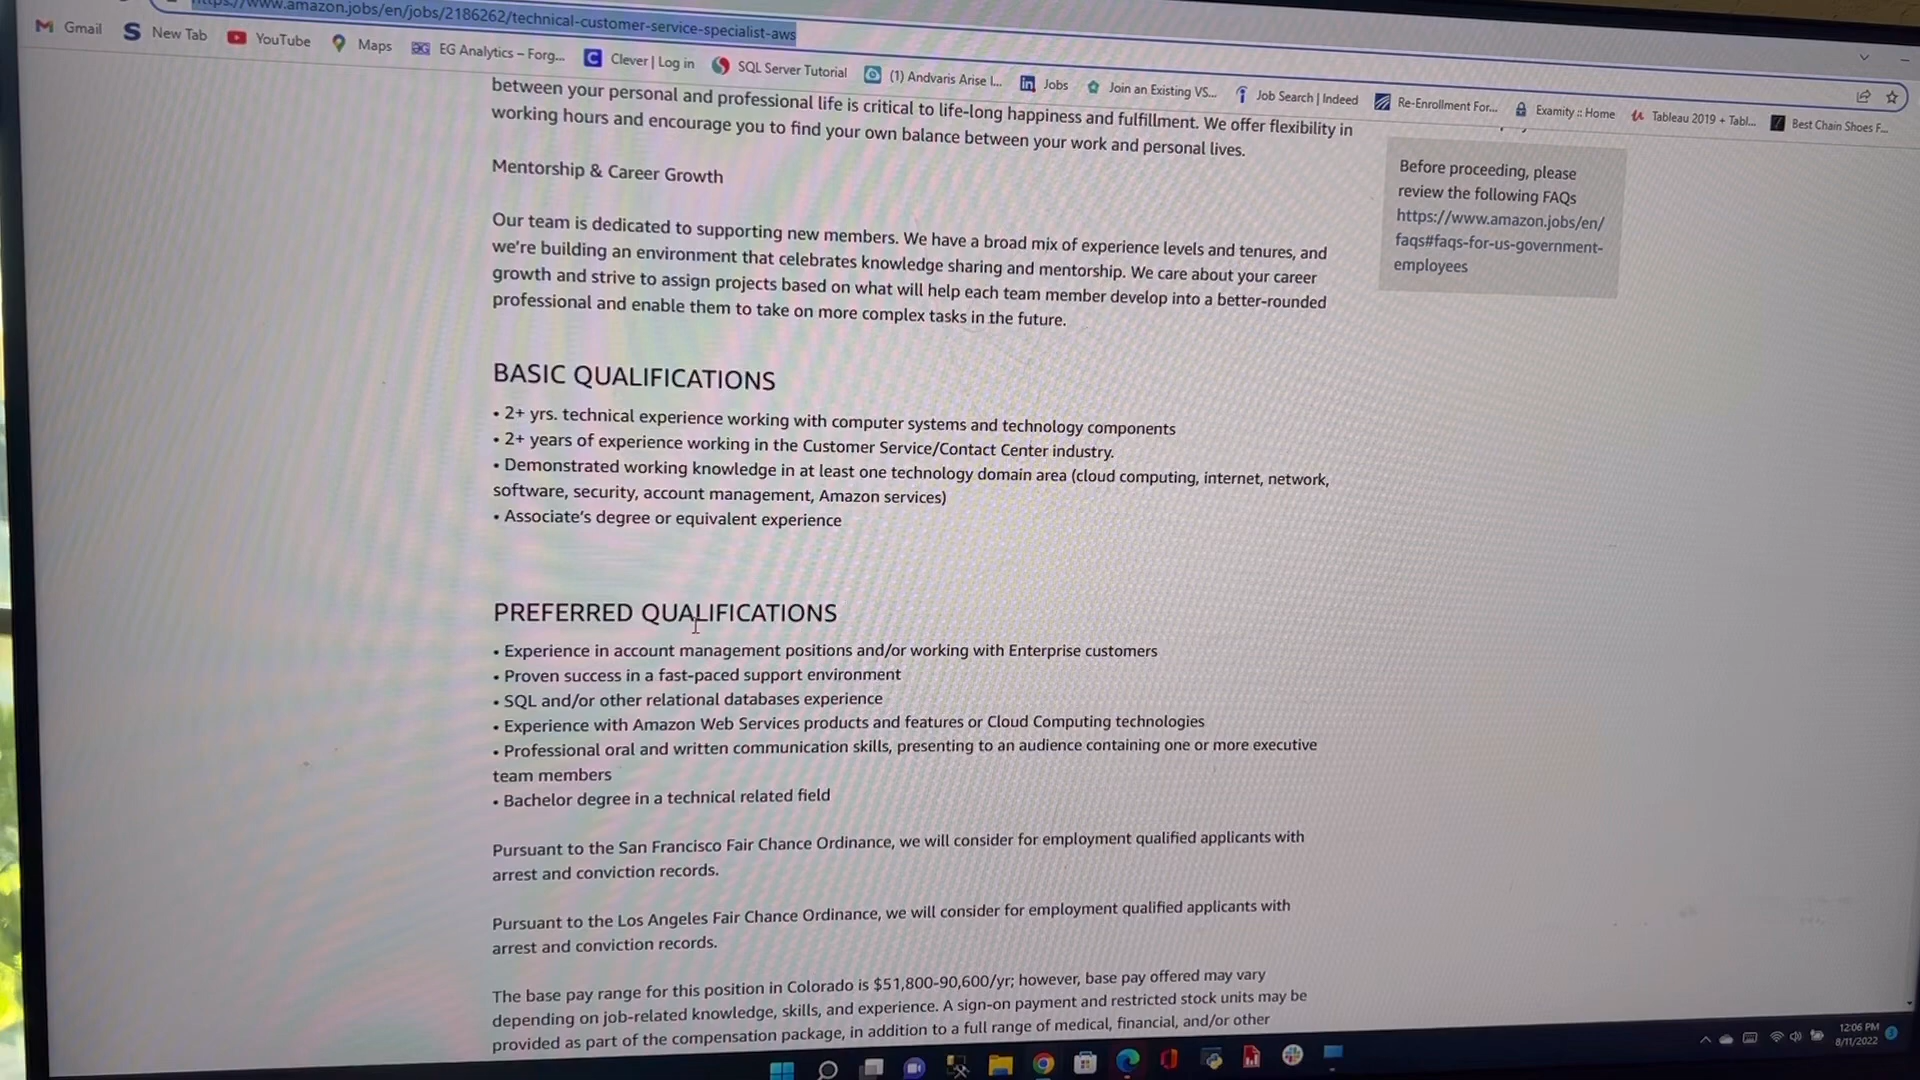 https://www.amazon.jobs/en/jobs/2186262/technical-customer-service-specialist-aws
Gmail
New Tab
YouTube
Maps
EG Analytics – Forg...
Clever | Log in
SQL Server Tutorial
(1) Andvaris Arise I...
Jobs
Join an Existing VS...
Job Search | Indeed
Re-Enrollment For...
Examity :: Home
Tableau 2019 + Tabl...
Best Chain Shoes F...
between your personal and professional life is critical to life-long happiness and fulfillment. We offer flexibility in
working hours and encourage you to find your own balance between your work and personal lives.
Mentorship & Career Growth
Our team is dedicated to supporting new members. We have a broad mix of experience levels and tenures, and
we're building an environment that celebrates knowledge sharing and mentorship. We care about your career
growth and strive to assign projects based on what will help each team member develop into a better-rounded
professional and enable them to take on more complex tasks in the future.
Before proceeding, please
review the following FAQs
https://www.amazon.jobs/en/
faqs#faqs-for-us-government-
employees
BASIC QUALIFICATIONS
• 2+ yrs. technical experience working with computer systems and technology components
• 2+ years of experience working in the Customer Service/Contact Center industry.
• Demonstrated working knowledge in at least one technology domain area (cloud computing, internet, network,
software, security, account management, Amazon services)
• Associate's degree or equivalent experience
PREFERRED QUALIFICATIONS
• Experience in account management positions and/or working with Enterprise customers
• Proven success in a fast-paced support environment
• SQL and/or other relational databases experience
• Experience with Amazon Web Services products and features or Cloud Computing technologies
• Professional oral and written communication skills, presenting to an audience containing one or more executive
team members
• Bachelor degree in a technical related field
Pursuant to the San Francisco Fair Chance Ordinance, we will consider for employment qualified applicants with
arrest and conviction records.
Pursuant to the Los Angeles Fair Chance Ordinance, we will consider for employment qualified applicants with
arrest and conviction records.
The base pay range for this position in Colorado is $51,800-90,600/yr; however, base pay offered may vary
depending on job-related knowledge, skills, and experience. A sign-on payment and restricted stock units may be
provided as part of the compensation package, in addition to a full range of medical, financial, and/or other
12:06 PM
8/11/2022